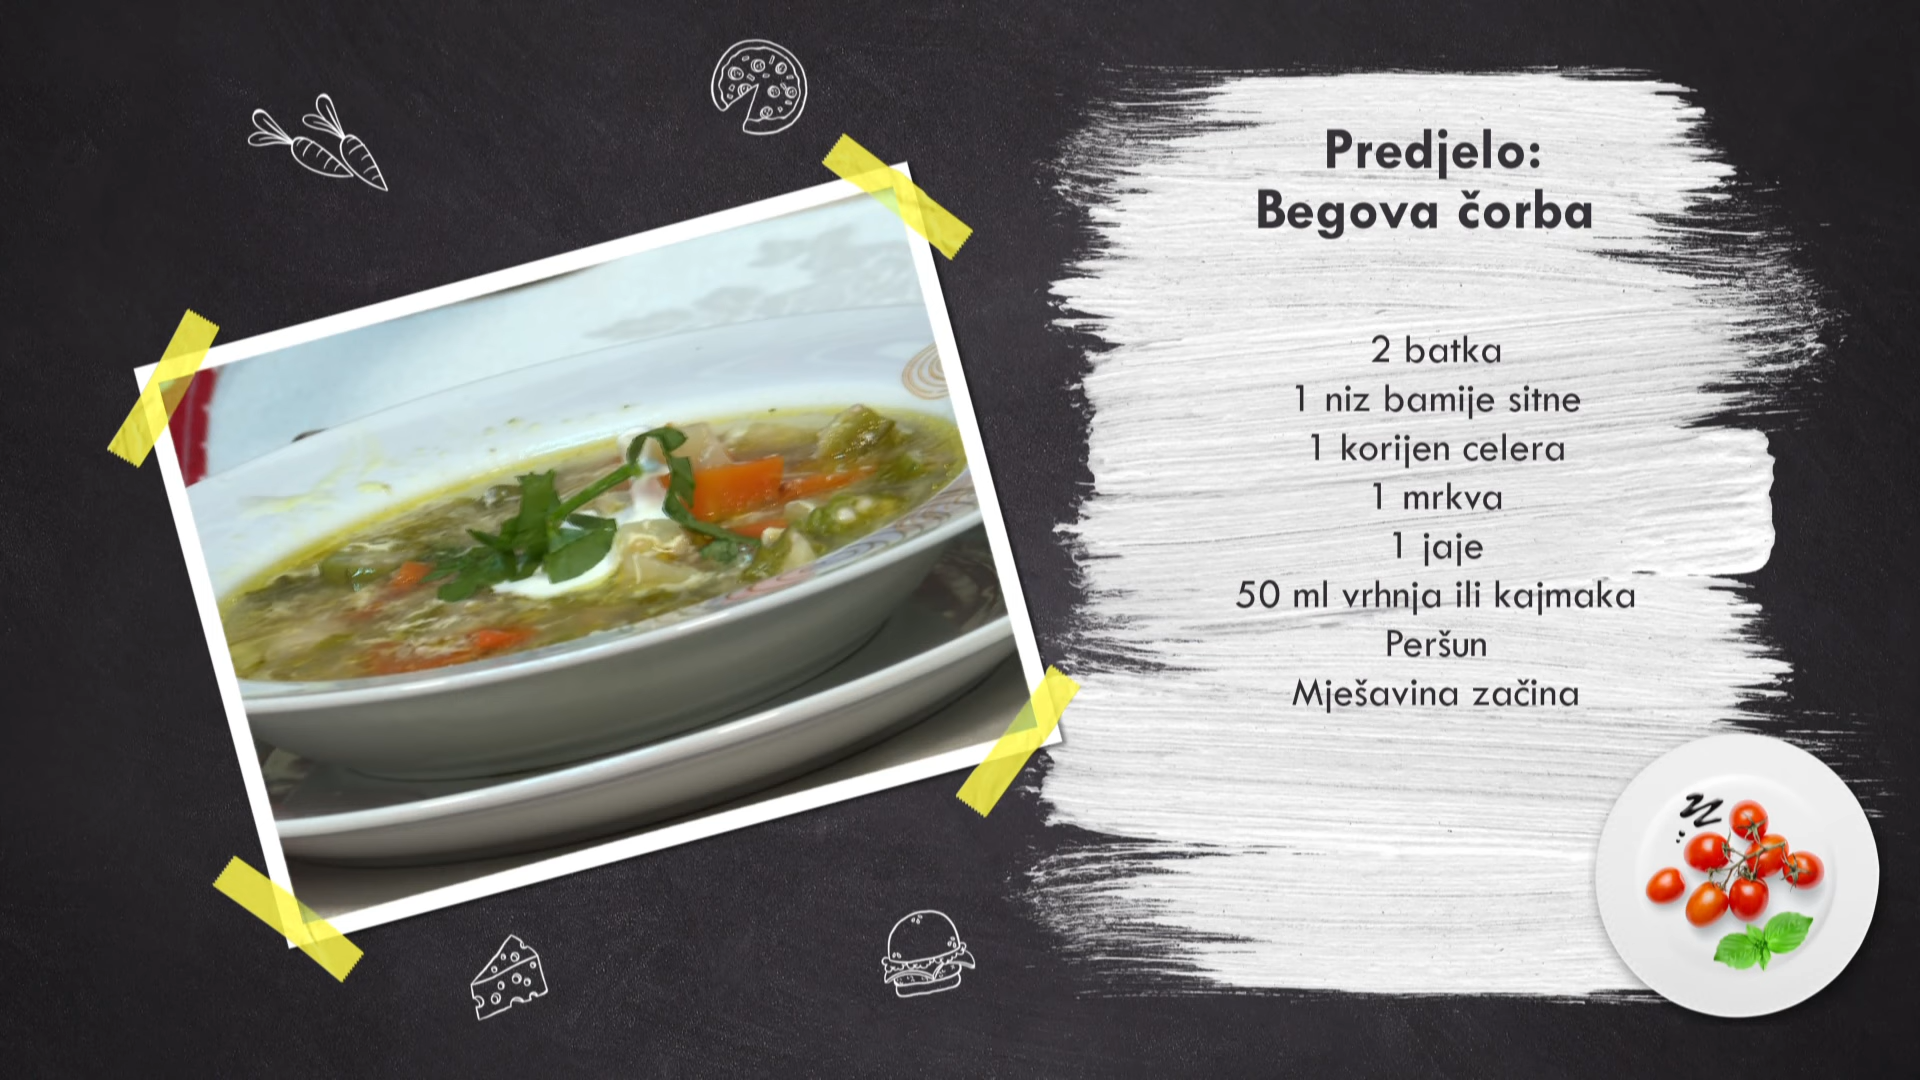 Predjelo:
Begova čorba
2 batka
1 niz bamije sitne
1 korijen celera
1 mrkva
1 jaje
50 ml vrhnja ili kajmaka
Peršun
Mješavina začina